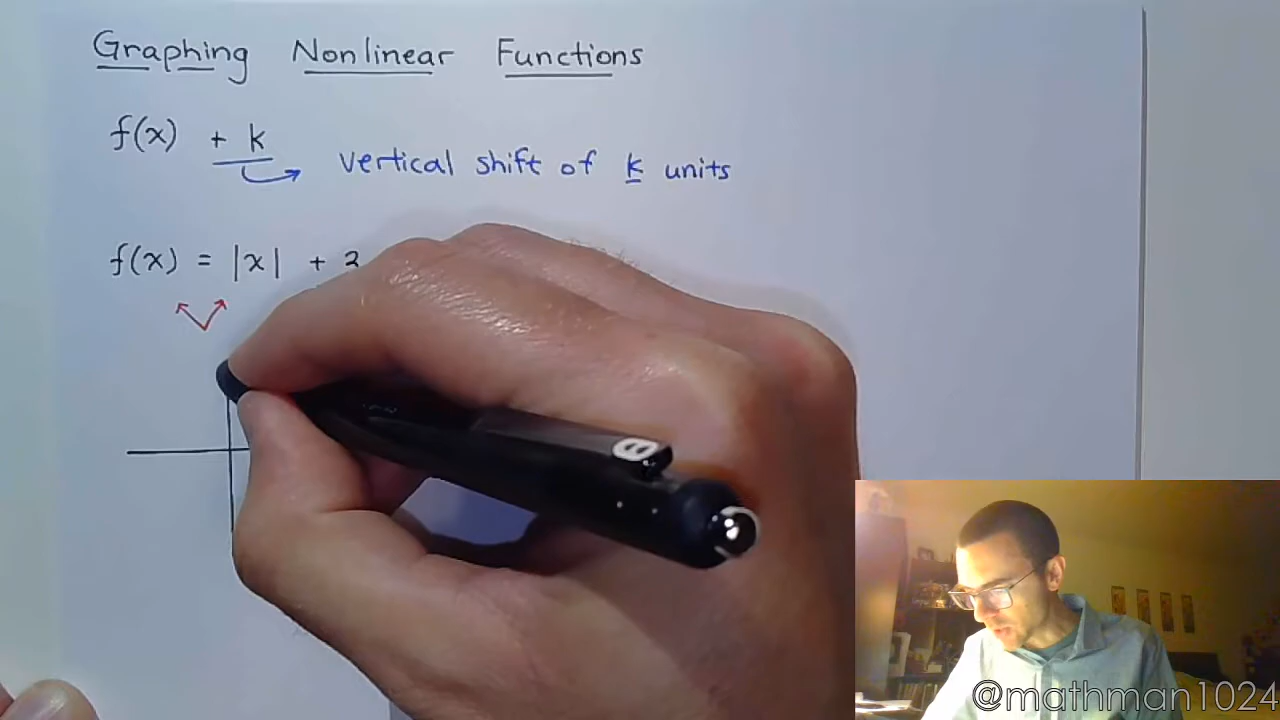 Graphing Nonlinear Functions
f(x) + k
vertical shift of k units
f(x) = |x| + 3
@mathman1024